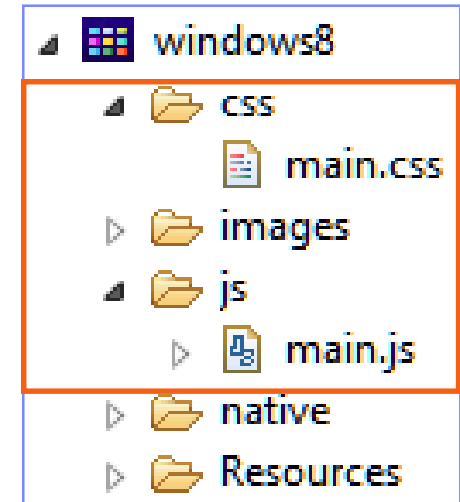 windows8
css
main.css
images
js
main.js
native
Resources